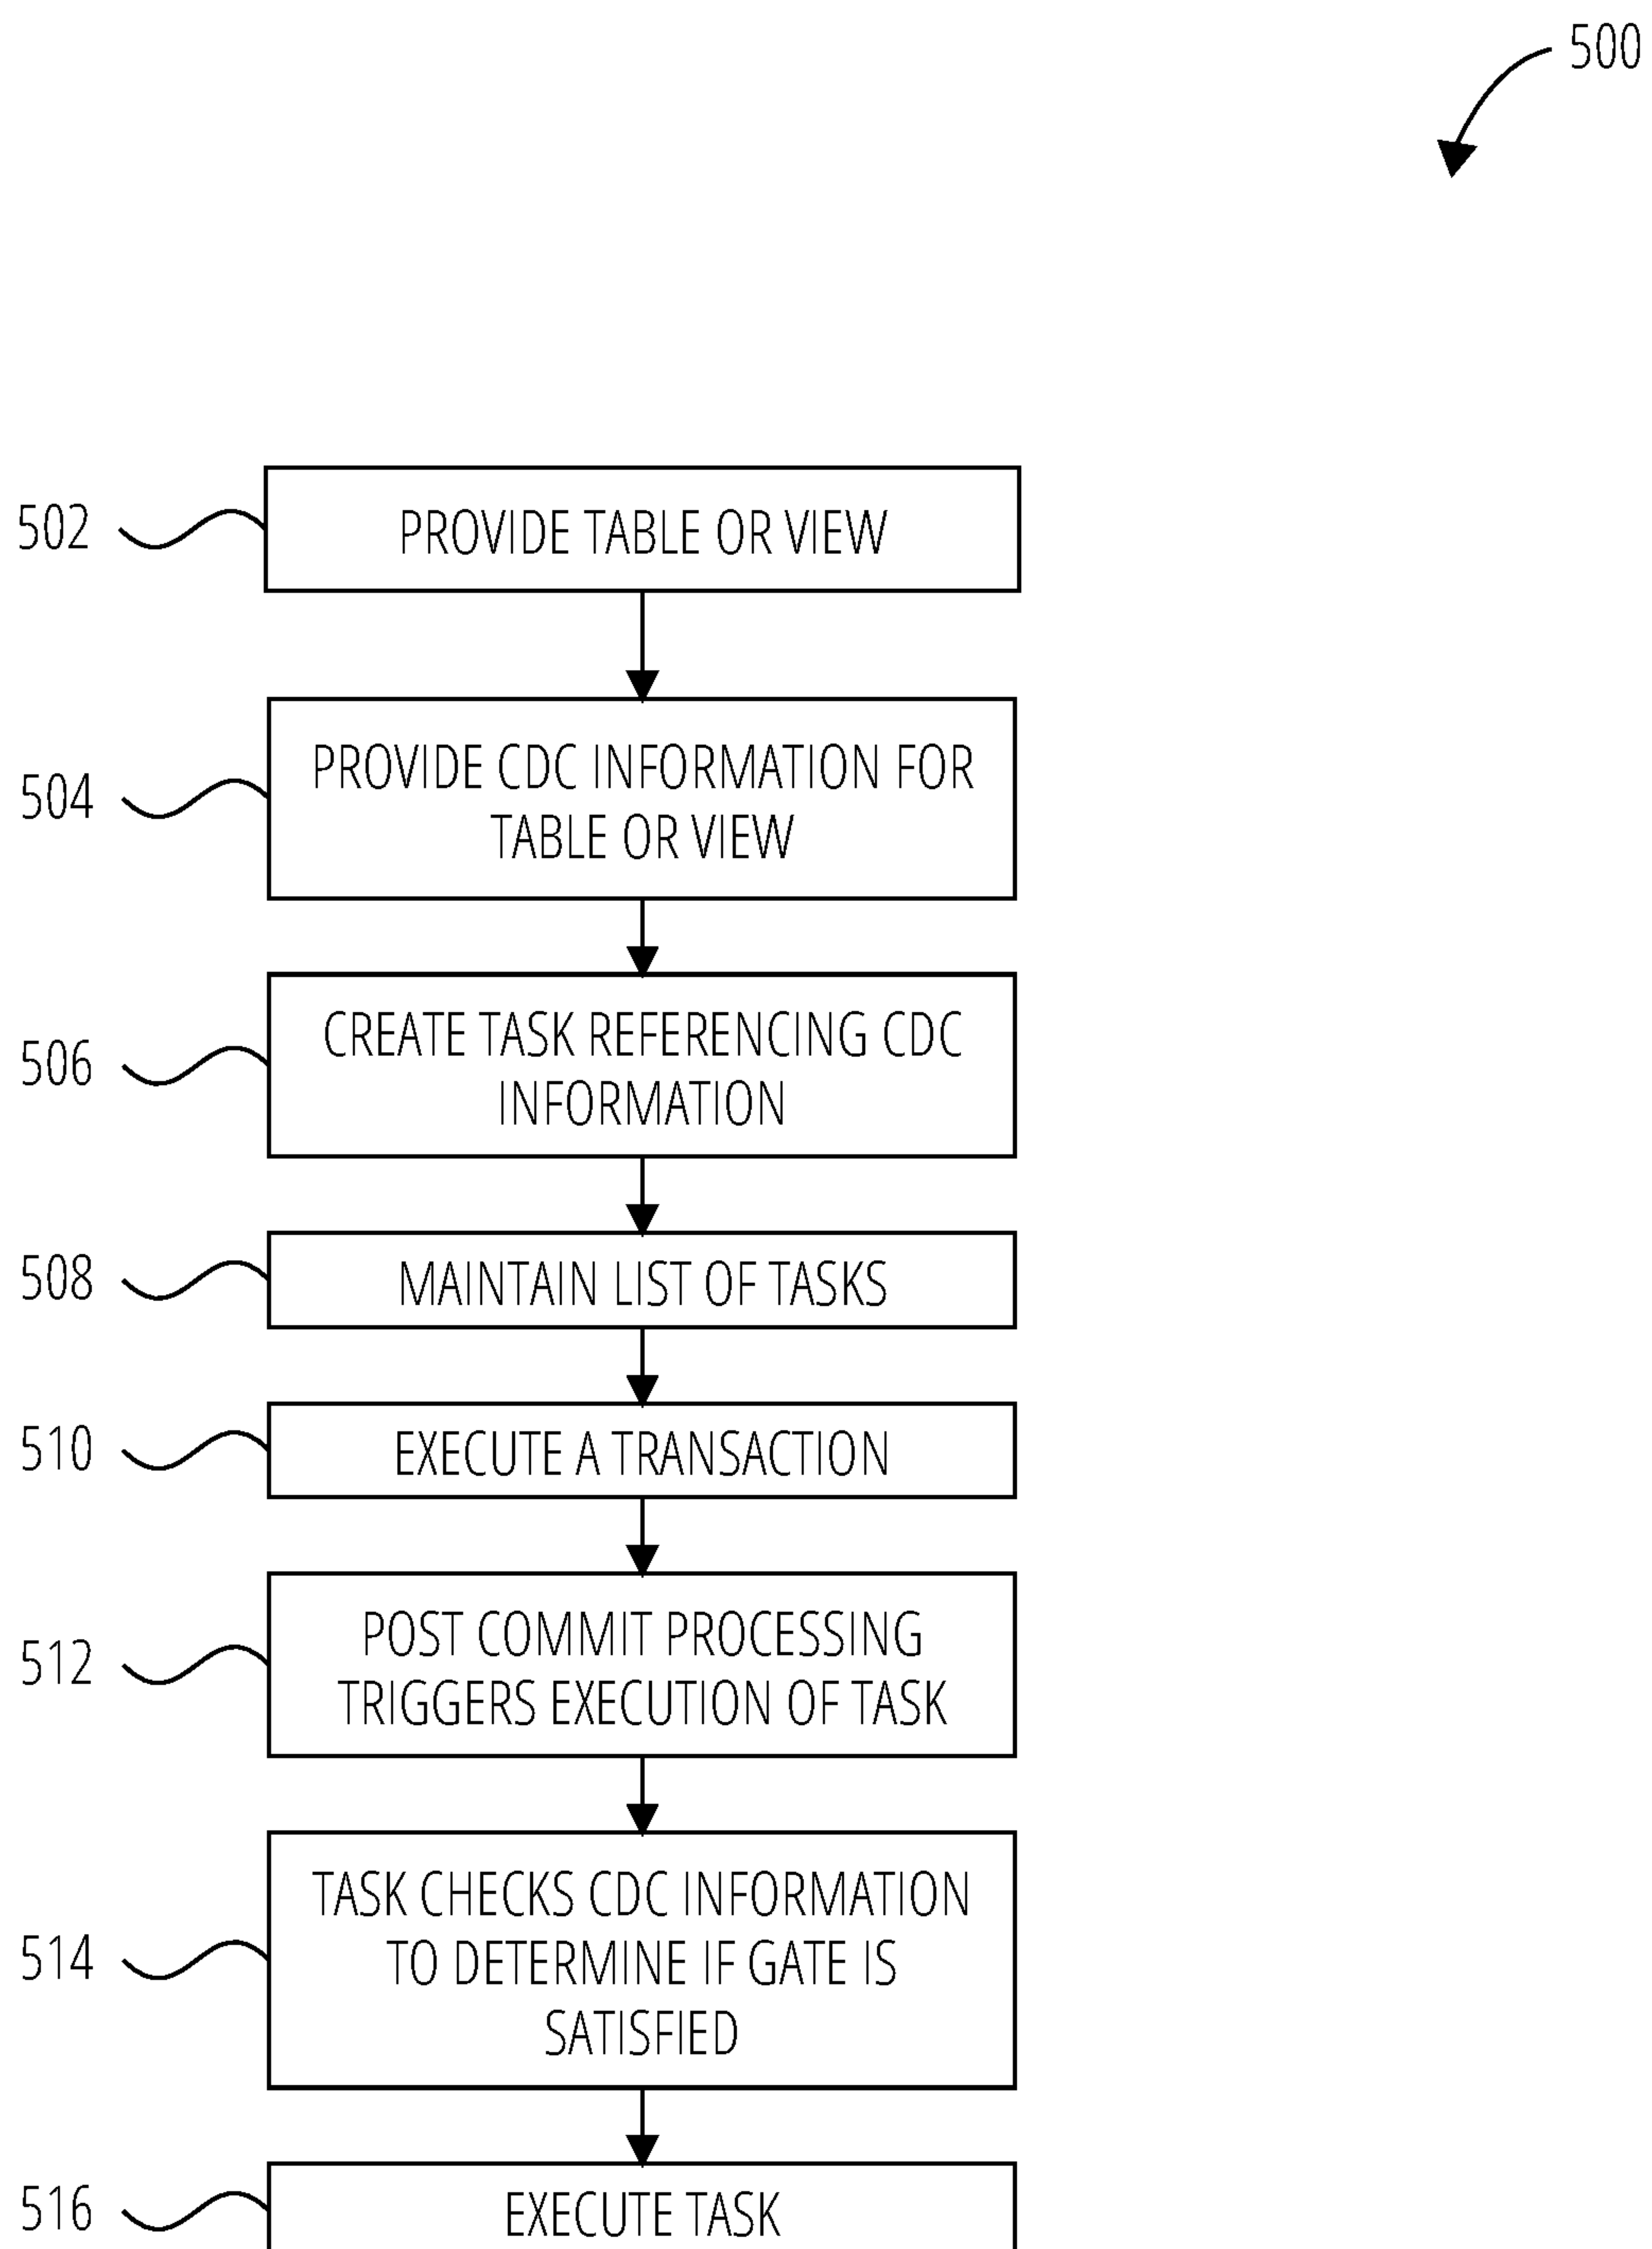 500
502
PROVIDE TABLE OR VIEW
504
PROVIDE CDC INFORMATION FOR
TABLE OR VIEW
506
CREATE TASK REFERENCING CDC
INFORMATION
508
MAINTAIN LIST OF TASKS
510
EXECUTE A TRANSACTION
512
POST COMMIT PROCESSING
TRIGGERS EXECUTION OF TASK
514
TASK CHECKS CDC INFORMATION
TO DETERMINE IF GATE IS
SATISFIED
516
EXECUTE TASK